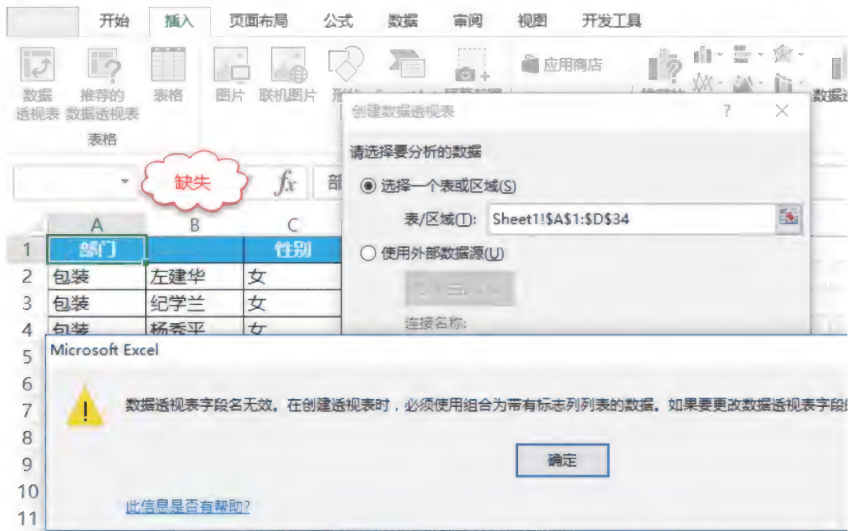 开始 插入 页面布局 公式 数据 审阅 视图 开发工具
数据
透视表
推荐的
数据透视表
表格
图片
联机图片
应用商店
表格
创建数据透视表 ? ×
缺失
fx 部
请选择要分析的数据
选择一个表或区域(S)
表/区域(T): Sheet1!$A$1:$D$34
使用外部数据源(U)
连接名称:
A B C
1 部门 性别
2 包装 左建华 女
3 包装 纪学兰 女
4 包装 杨秀平 女
5
6
7
8
9
10
11
Microsoft Excel
数据透视表字段名无效。在创建透视表时，必须使用组合为带有标志列列表的数据。如果要更改数据透视表字段
确定
此信息是否有帮助?